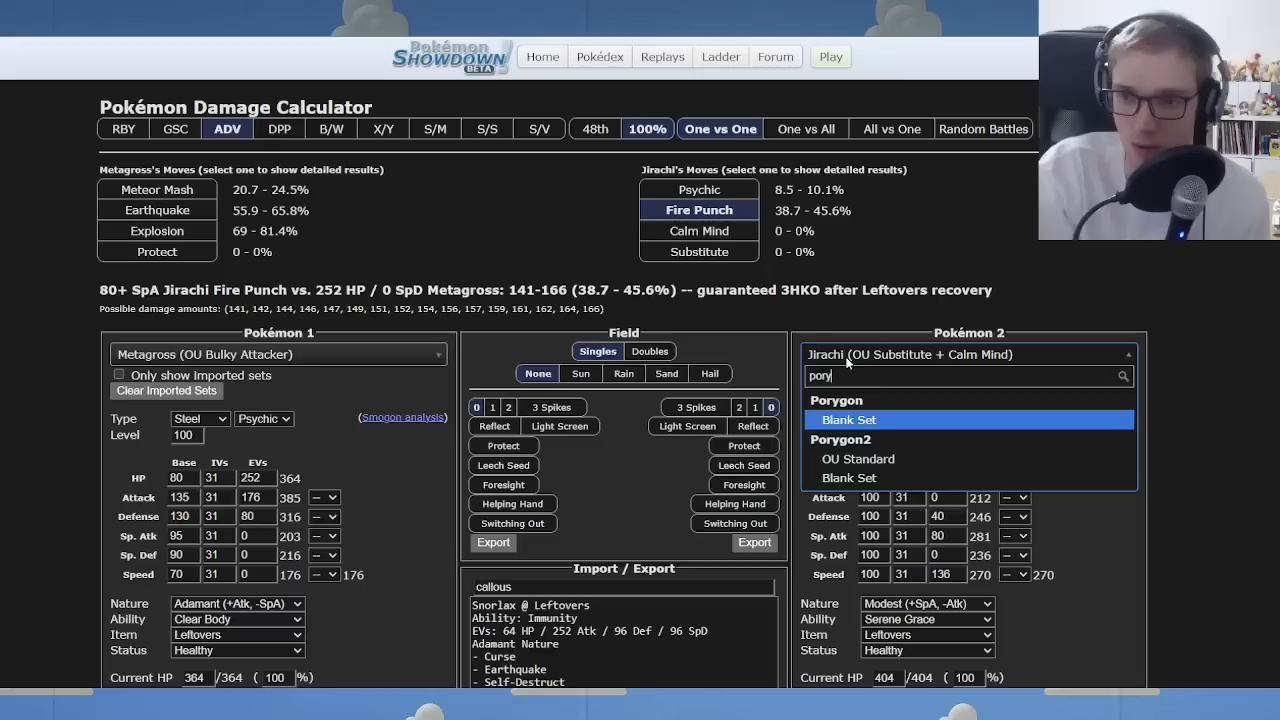 Pokémon SHOWDOWN! BETA
Home Pokédex Replays Ladder Forum Play
Pokémon Damage Calculator
RBY GSC ADV DPP B/W X/Y S/M S/S S/V 48th 100% One vs One One vs All All vs One Random Battles
Metagross's Moves (select one to show detailed results)
Meteor Mash 20.7 - 24.5%
Earthquake 55.9 - 65.8%
Explosion 69 - 81.4%
Protect 0 - 0%
Jirachi's Moves (select one to show detailed results)
Psychic 8.5 - 10.1%
Fire Punch 38.7 - 45.6%
Calm Mind 0 - 0%
Substitute 0 - 0%
80+ SpA Jirachi Fire Punch vs. 252 HP / 0 SpD Metagross: 141-166 (38.7 - 45.6%) -- guaranteed 3HKO after Leftovers recovery
Possible damage amounts: (141, 142, 144, 146, 147, 149, 151, 152, 154, 156, 157, 159, 161, 162, 164, 166)
Pokémon 1
Metagross (OU Bulky Attacker)
Only show imported sets
Clear Imported Sets
Type Steel Psychic (Smogon analysis)
Level 100
Base IVs EVs
HP 80 31 252 364
Attack 135 31 176 385 --
Defense 130 31 80 316 --
Sp. Atk 95 31 0 203 --
Sp. Def 90 31 0 216 --
Speed 70 31 0 176 -- 176
Nature Adamant (+Atk, -SpA)
Ability Clear Body
Item Leftovers
Status Healthy
Current HP 364 /364 ( 100 %)
Field
Singles Doubles
None Sun Rain Sand Hail
0 1 2 3 Spikes 3 Spikes 2 1 0
Reflect Light Screen Light Screen Reflect
Protect Protect
Leech Seed Leech Seed
Foresight Foresight
Helping Hand Helping Hand
Switching Out Switching Out
Export Export
Import / Export
callous
Snorlax @ Leftovers
Ability: Immunity
EVs: 64 HP / 252 Atk / 96 Def / 96 SpD
Adamant Nature
- Curse
- Earthquake
- Self-Destruct
Pokémon 2
Jirachi (OU Substitute + Calm Mind)
pory
Porygon
Blank Set
Porygon2
OU Standard
Blank Set
Attack 100 31 0 212 --
Defense 100 31 40 246 --
Sp. Atk 100 31 80 281 --
Sp. Def 100 31 0 236 --
Speed 100 31 136 270 -- 270
Nature Modest (+SpA, -Atk)
Ability Serene Grace
Item Leftovers
Status Healthy
Current HP 404 /404 ( 100 %)